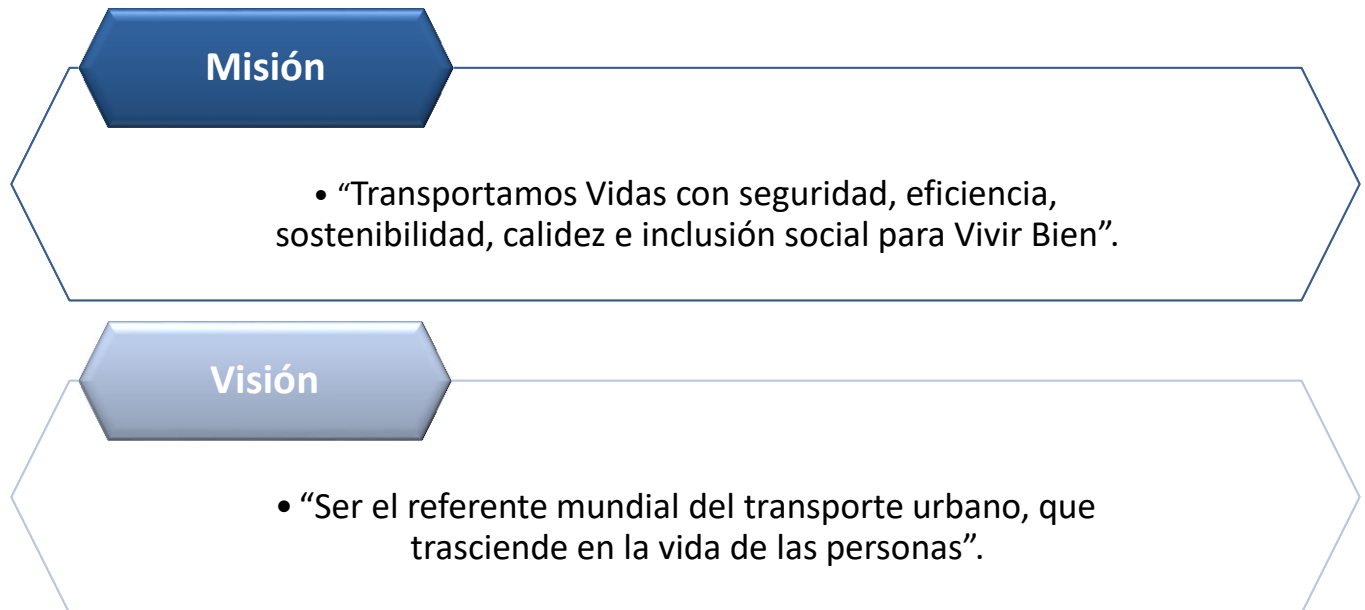 Misión
• “Transportamos Vidas con seguridad, eficiencia,
sostenibilidad, calidez e inclusión social para Vivir Bien”.
Visión
• “Ser el referente mundial del transporte urbano, que
trasciende en la vida de las personas”.